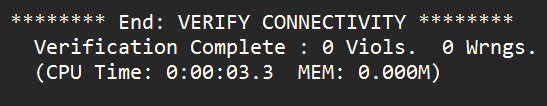 ******** End: VERIFY CONNECTIVITY ********
  Verification Complete : 0 Viols.  0 Wrngs.
  (CPU Time: 0:00:03.3  MEM: 0.000M)